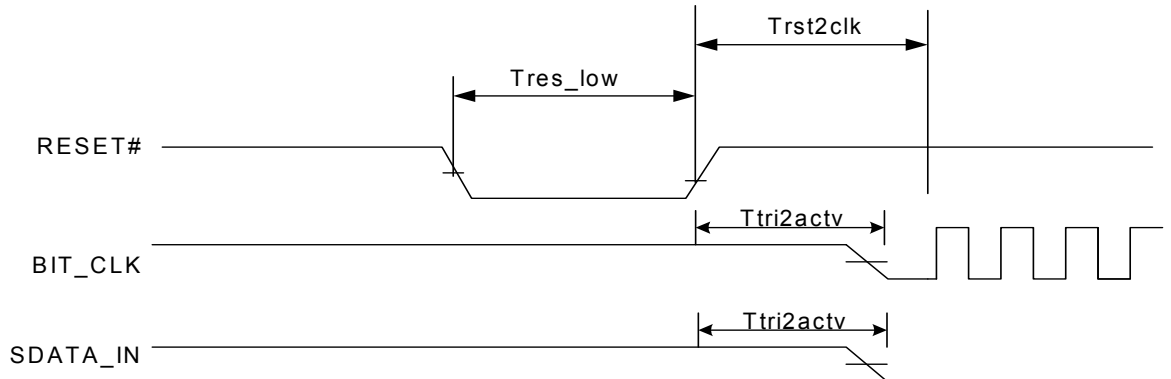 Trst2clk
Tres_low
RESET#
Ttri2actv
BIT_CLK
Ttri2actv
SDATA_IN